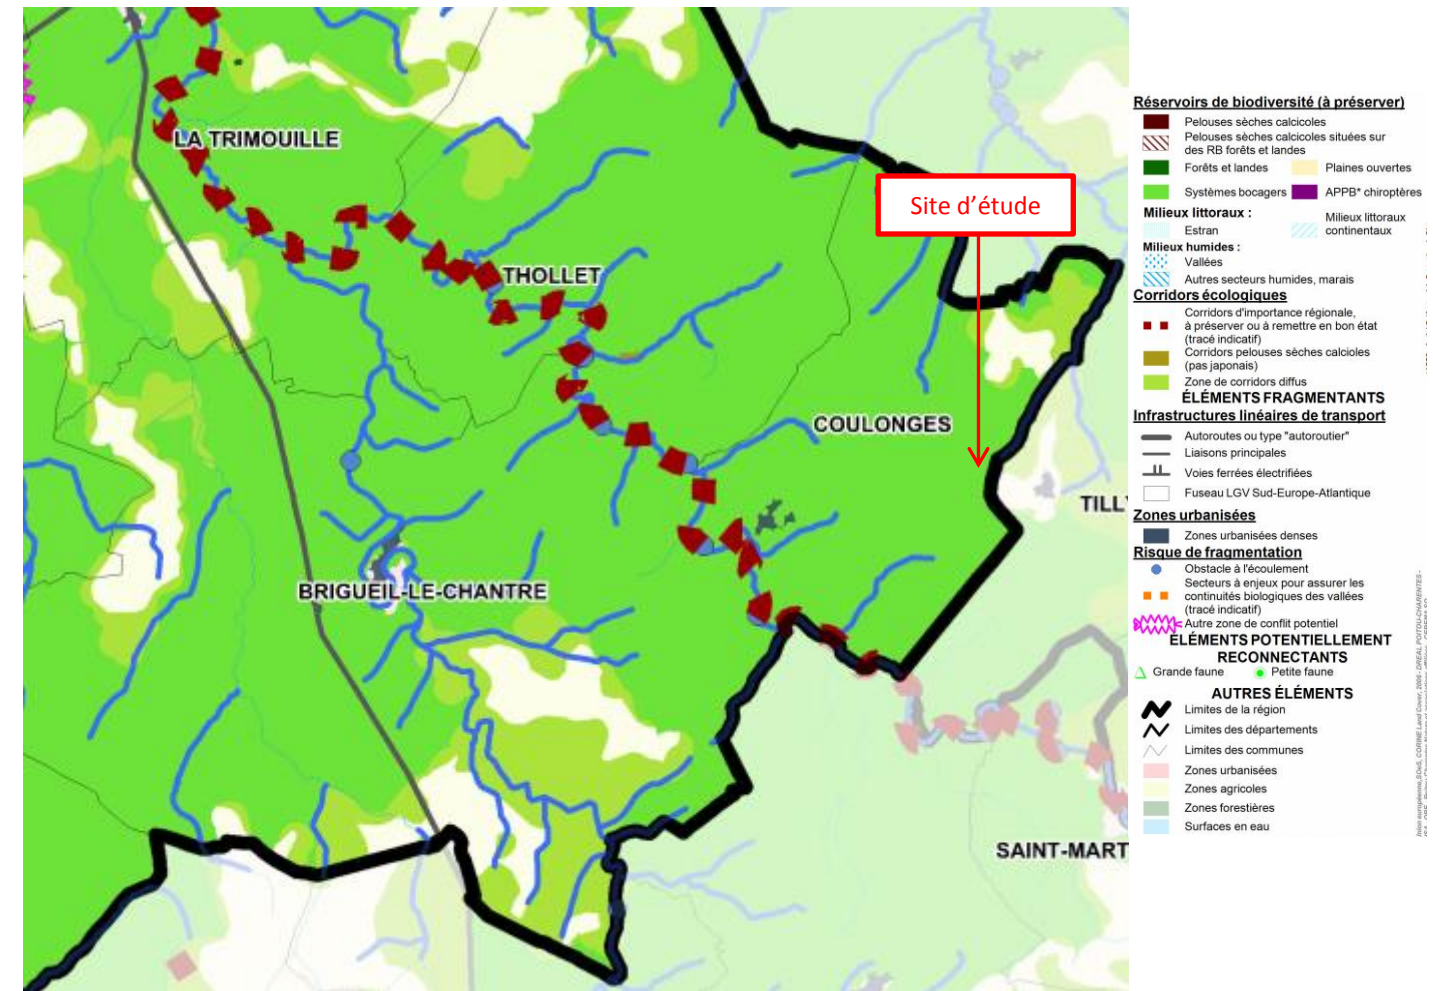 LA TRIMOUILLE
Site d'étude
THOLLET
COULONGES
TILL
BRIGUEIL-LE-CHANTRE
SAINT-MART
Réservoirs de biodiversité (à préserver)
Pelouses sèches calcicoles
Pelouses sèches calcicoles situées sur
des RB forêts et landes
Forêts et landes
Plaines ouvertes
Systèmes bocagers
APPB* chiroptères
Milieux littoraux :
Estran
Milieux littoraux
continentaux
Milieux humides :
Vallées
Autres secteurs humides, marais
Corridors écologiques
Corridors d'importance régionale,
à préserver ou à remettre en bon état
(tracé indicatif)
Corridors pelouses sèches calcioles
(pas japonais)
Zone de corridors diffus
ÉLÉMENTS FRAGMENTANTS
Infrastructures linéaires de transport
Autoroutes ou type "autoroutier"
Liaisons principales
Voies ferrées électrifiées
Fuseau LGV Sud-Europe-Atlantique
Zones urbanisées
Zones urbanisées denses
Risque de fragmentation
Obstacle à l'écoulement
Secteurs à enjeux pour assurer les
continuités biologiques des vallées
(tracé indicatif)
Autre zone de conflit potentiel
ÉLÉMENTS POTENTIELLEMENT
RECONNECTANTS
Grande faune
Petite faune
AUTRES ÉLÉMENTS
Limites de la région
Limites des départements
Limites des communes
Zones urbanisées
Zones agricoles
Zones forestières
Surfaces en eau